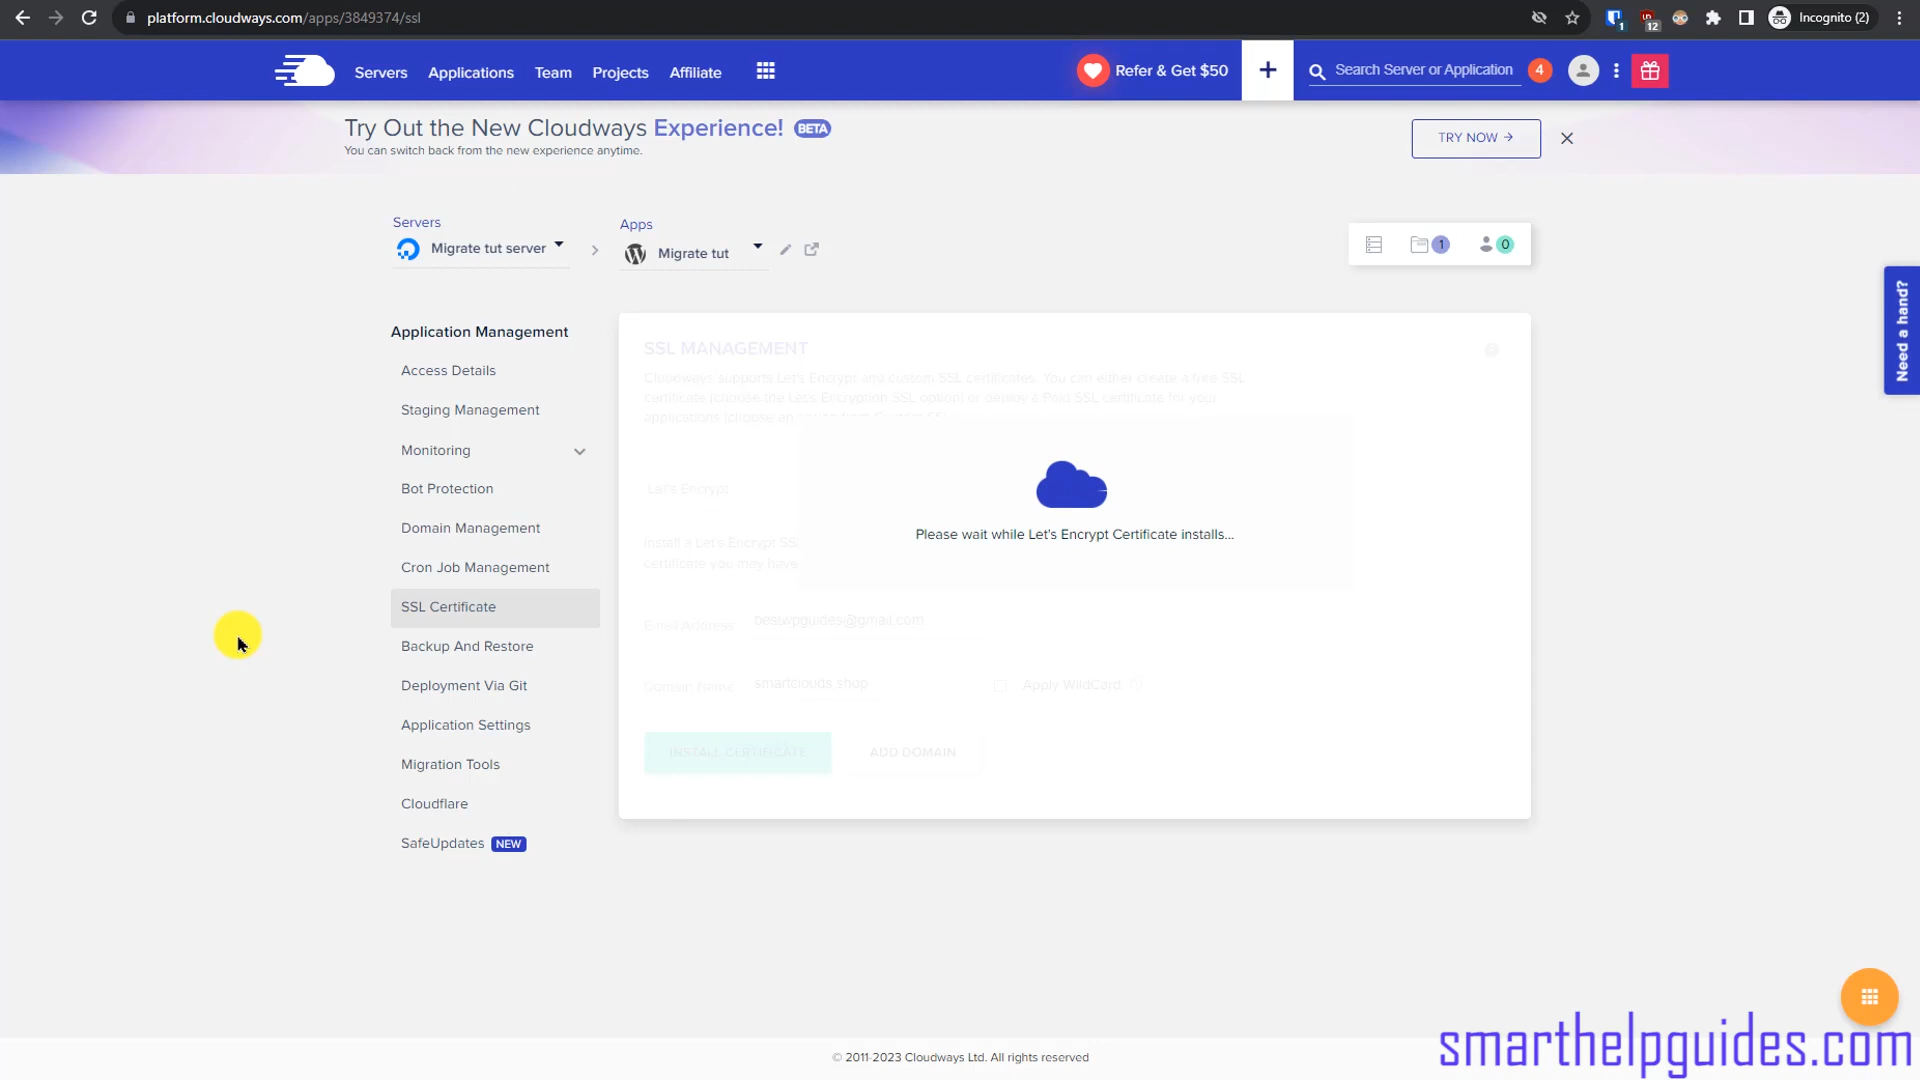 platform.cloudways.com/apps/3849374/ssl
1
12
Incognito (2)
Servers
Applications
Team
Projects
Affiliate
Refer & Get $50
+
Search Server or Application
4
Try Out the New Cloudways Experience! BETA
You can switch back from the new experience anytime.
TRY NOW →
Servers
Migrate tut server
Apps
Migrate tut
1
0
Need a hand?
Application Management
Access Details
Staging Management
Monitoring
Bot Protection
Domain Management
Cron Job Management
SSL Certificate
Backup And Restore
Deployment Via Git
Application Settings
Migration Tools
Cloudflare
SafeUpdates NEW
SSL MANAGEMENT
Cloudways supports Let's Encrypt and custom SSL certificates. You can either create a free SSL
certificate (choose the Let's Encryption SSL option) or deploy a Paid SSL certificate for your
applications (choose an
Let's Encrypt
Please wait while Let's Encrypt Certificate installs...
Install a Let's Encrypt SS
certificate you may have
Email Address
bestwpguides@gmail.com
Domain Name
smartclouds.shop
Apply WildCard
INSTALL CERTIFICATE
ADD DOMAIN
© 2011-2023 Cloudways Ltd. All rights reserved
smarthelpguides.com